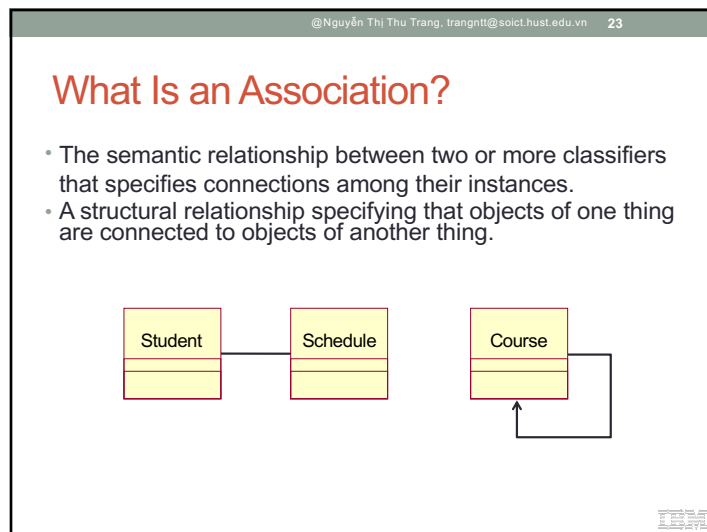 @Nguyễn Thị Thu Trang, trangntt@soict.hust.edu.vn 23
What Is an Association?
• The semantic relationship between two or more classifiers
that specifies connections among their instances.
• A structural relationship specifying that objects of one thing
are connected to objects of another thing.
Student Schedule Course
IBM